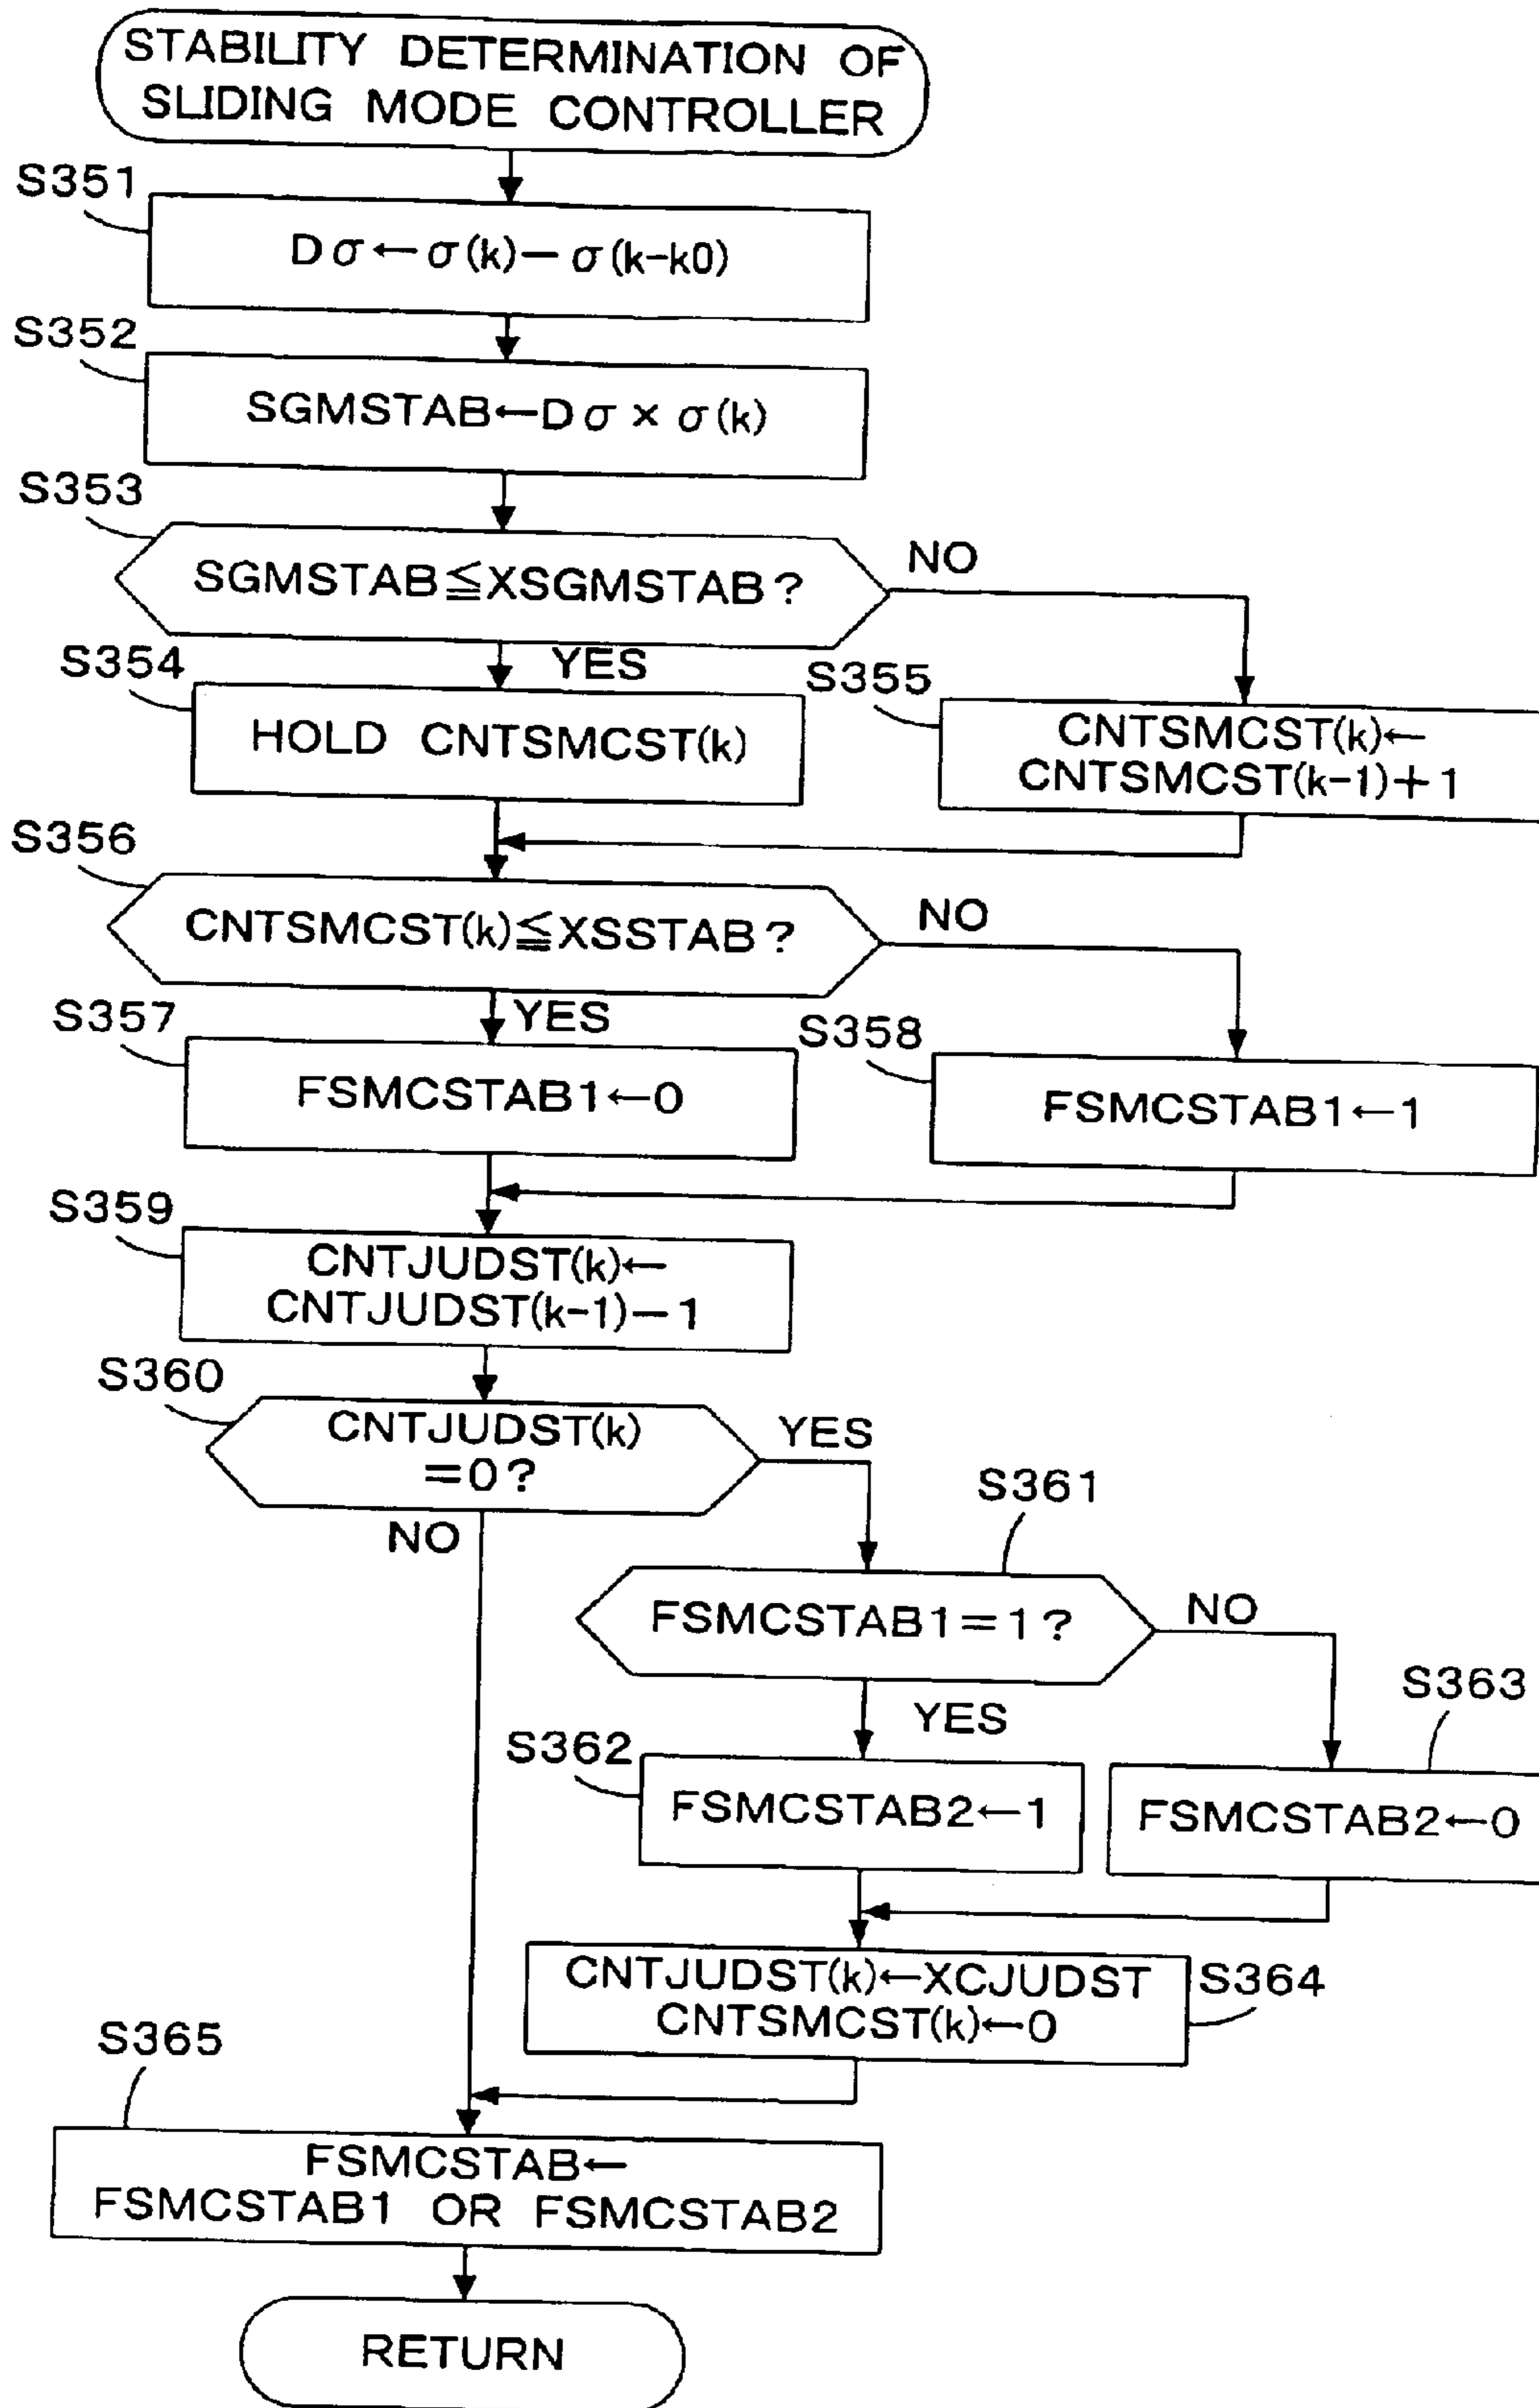 STABILITY DETERMINATION OF
SLIDING MODE CONTROLLER
S351
Dσ←σ(k)−σ(k-k0)
S352
SGMSTAB←Dσ×σ(k)
S353
SGMSTAB≦XSGMSTAB?
NO
YES
S354
HOLD CNTSMCST(k)
S355
CNTSMCST(k)←
CNTSMCST(k-1)+1
S356
CNTSMCST(k)≦XSSTAB?
NO
YES
S357
FSMCSTAB1←0
S358
FSMCSTAB1←1
S359
CNTJUDST(k)←
CNTJUDST(k-1)−1
S360
CNTJUDST(k)
=0?
YES
NO
S361
FSMCSTAB1=1?
NO
YES
S362
FSMCSTAB2←1
S363
FSMCSTAB2←0
CNTJUDST(k)←XCJUDST
CNTSMCST(k)←0
S364
S365
FSMCSTAB←
FSMCSTAB1 OR FSMCSTAB2
RETURN